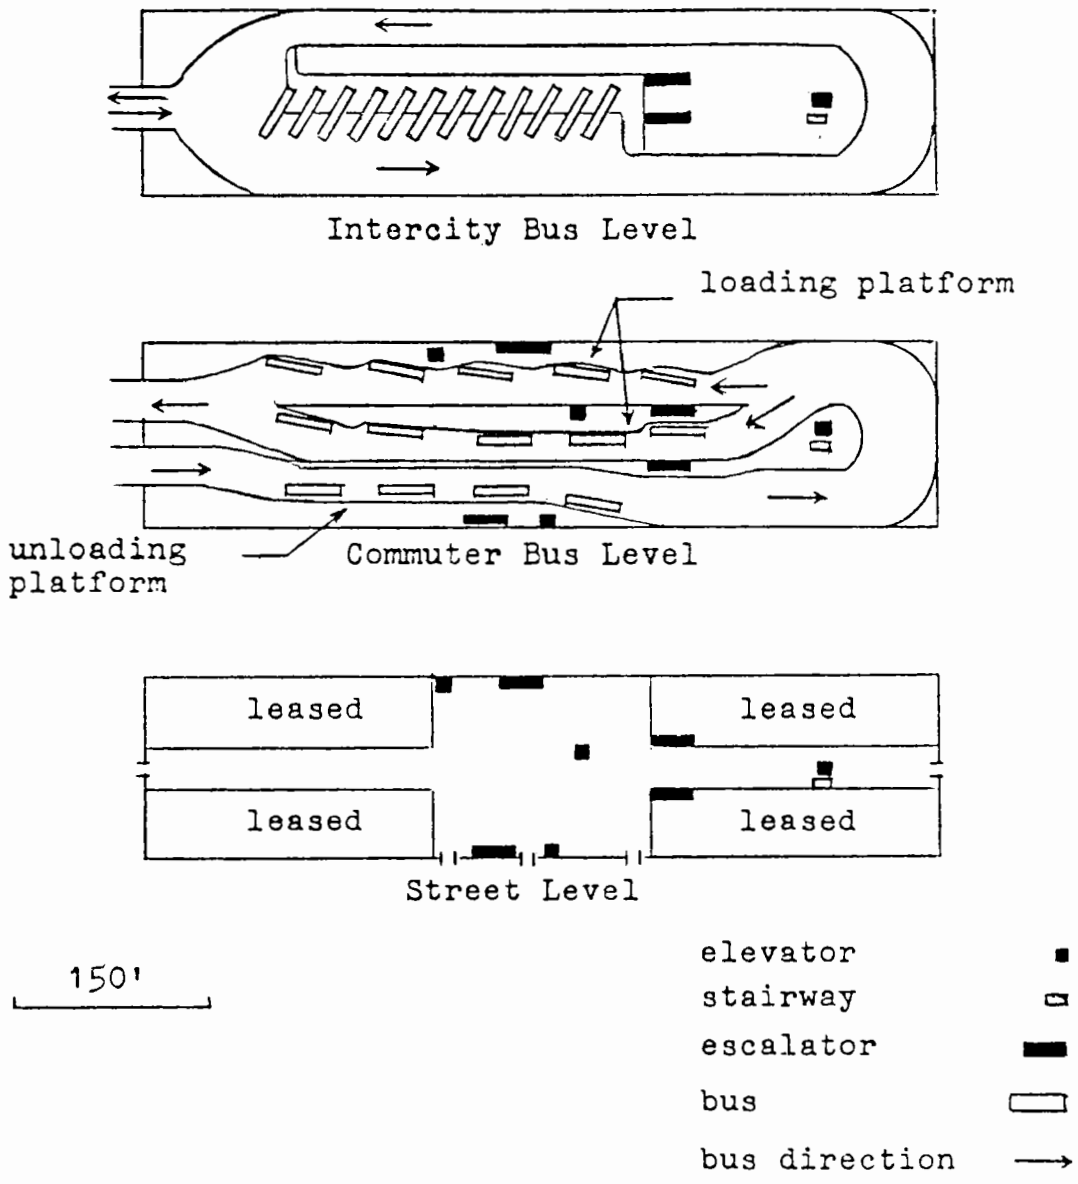 Intercity Bus Level
loading platform
unloading
platform
Commuter Bus Level
leased
leased
leased
leased
Street Level
150'
elevator
stairway
escalator
bus
bus direction